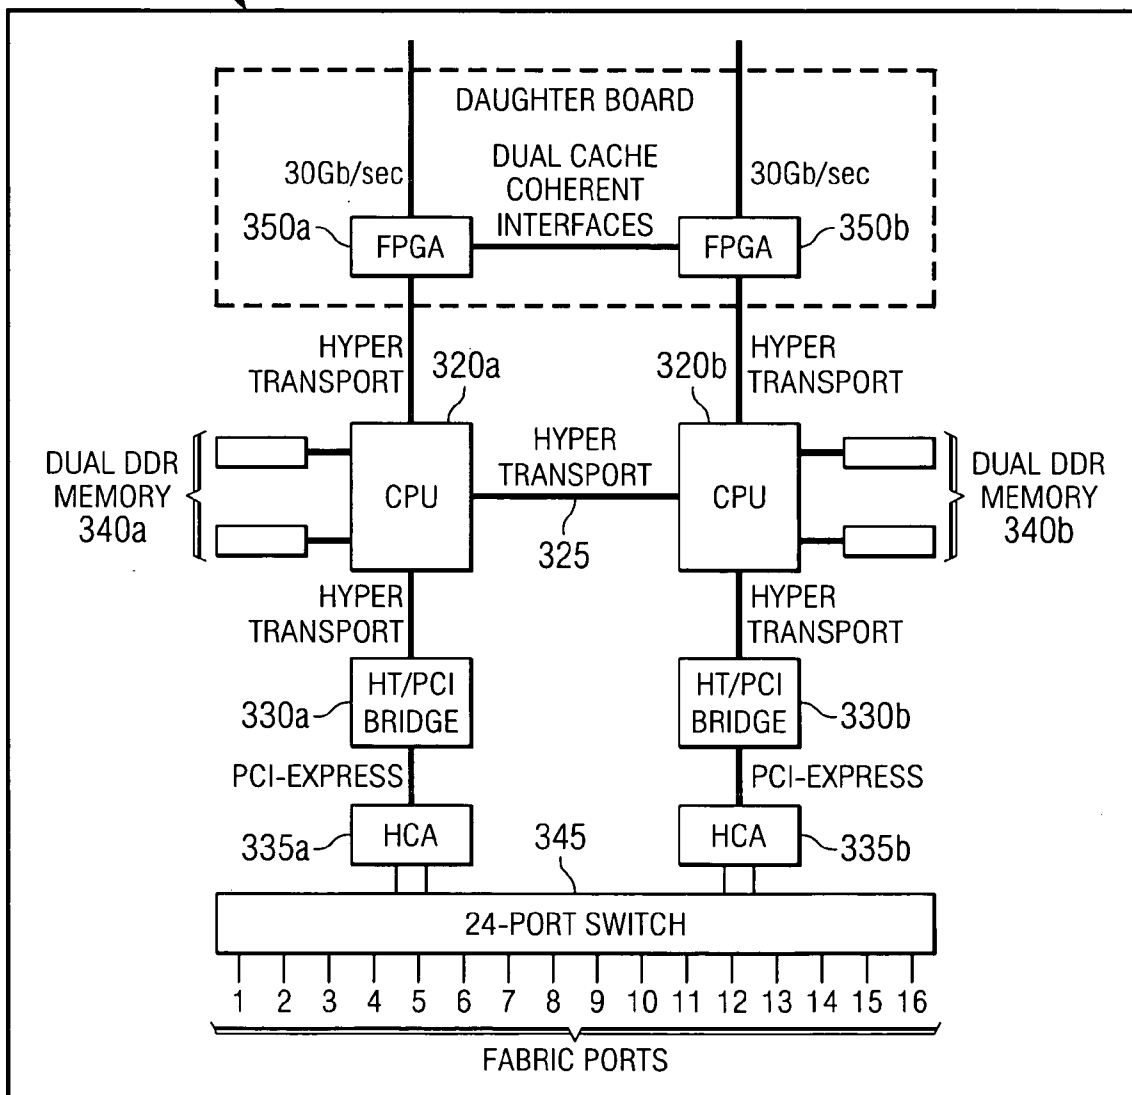 DAUGHTER BOARD
30Gb/sec
DUAL CACHE
COHERENT
INTERFACES
30Gb/sec
350a
FPGA
FPGA
350b
HYPER
TRANSPORT
320a
320b
HYPER
TRANSPORT
DUAL DDR
MEMORY
340a
CPU
HYPER
TRANSPORT
325
CPU
DUAL DDR
MEMORY
340b
HYPER
TRANSPORT
HYPER
TRANSPORT
330a
HT/PCI
BRIDGE
HT/PCI
BRIDGE
330b
PCI-EXPRESS
PCI-EXPRESS
335a
HCA
345
HCA
335b
24-PORT SWITCH
1 2 3 4 5 6 7 8 9 10 11 12 13 14 15 16
FABRIC PORTS